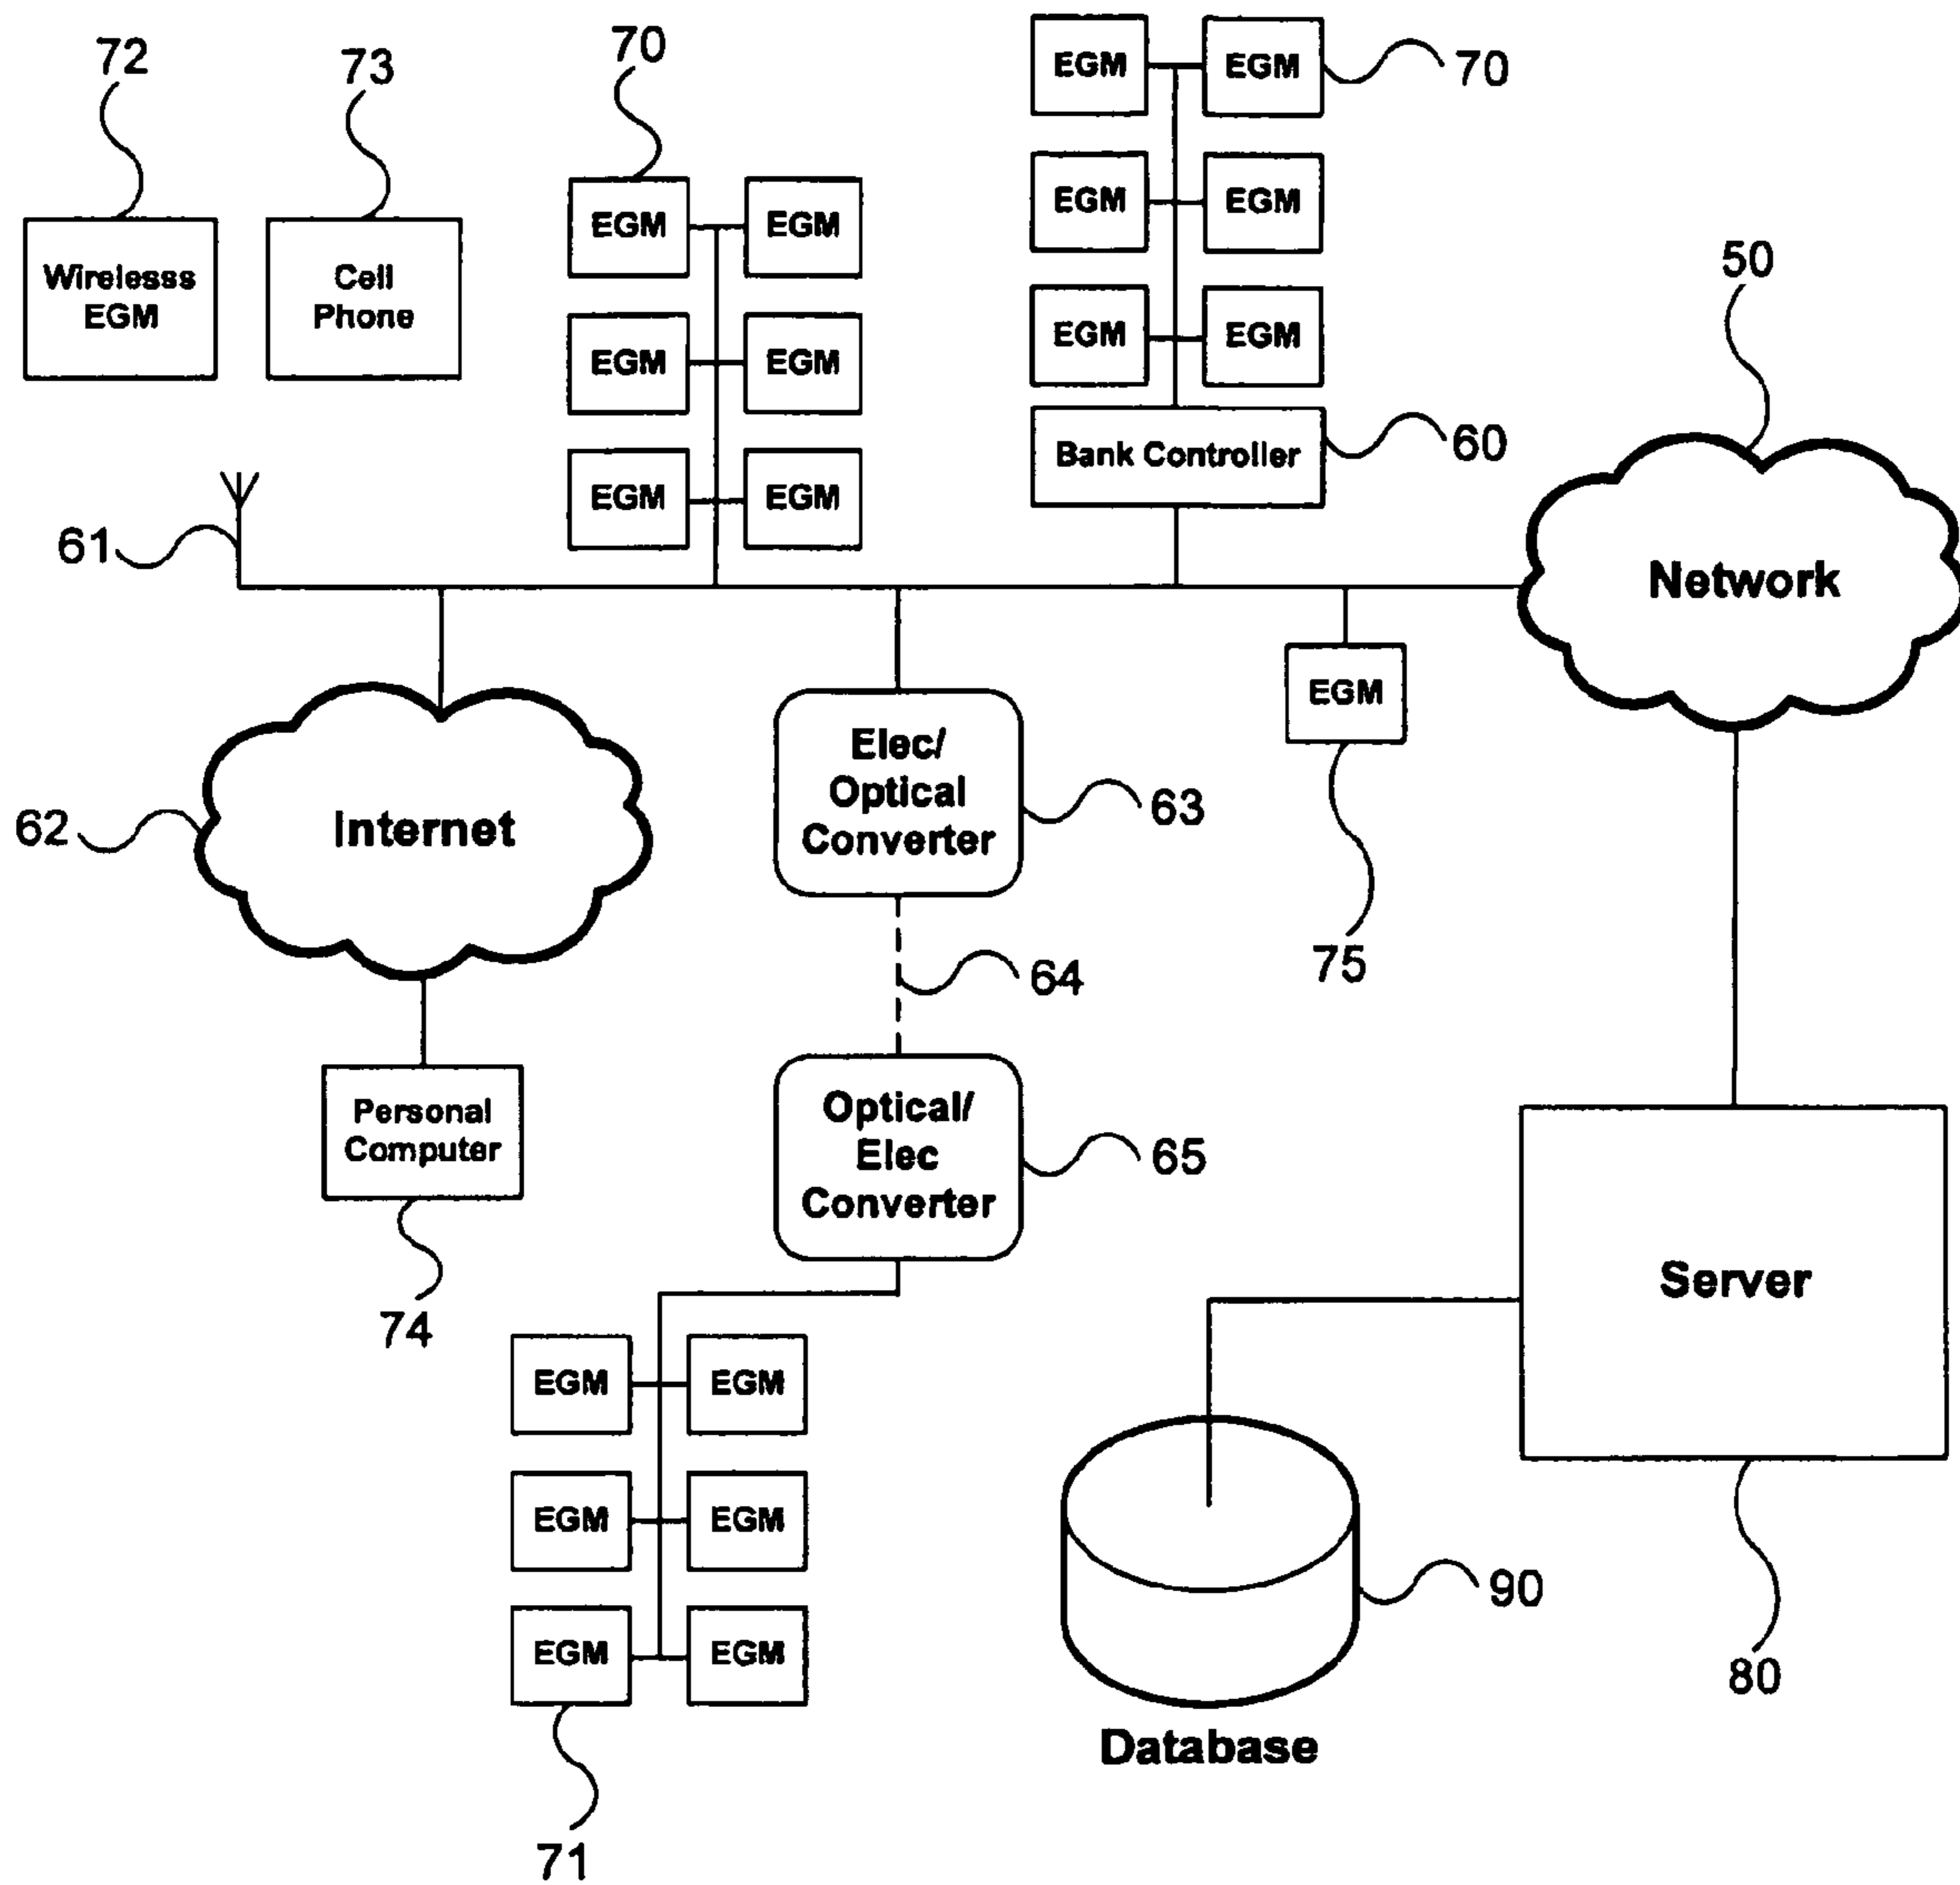 72
73
70
EGM EGM
70
EGM EGM
EGM EGM
Wirelesss
EGM
Cell
Phone
EGM EGM
EGM EGM
EGM EGM
EGM EGM
50
Bank Controller
60
61
Network
EGM
75
62
Internet
Elec/
Optical
Converter
63
64
Personal
Computer
74
Optical/
Elec
Converter
65
Server
80
EGM EGM
EGM EGM
EGM EGM
71
90
Database